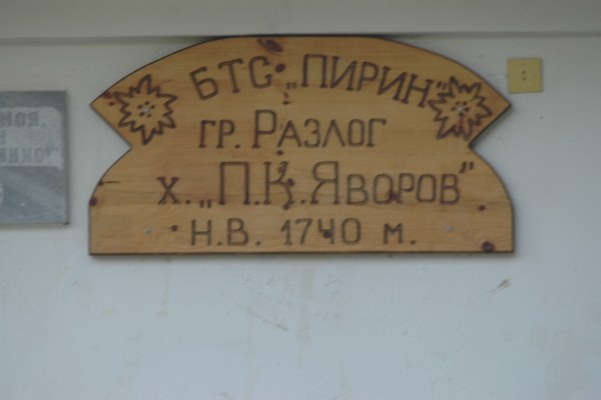 БТС „ПИРИН“
ГР. РАЗЛОГ
Х. „П.К. ЯВОРОВ“
Н.В. 1740 М.